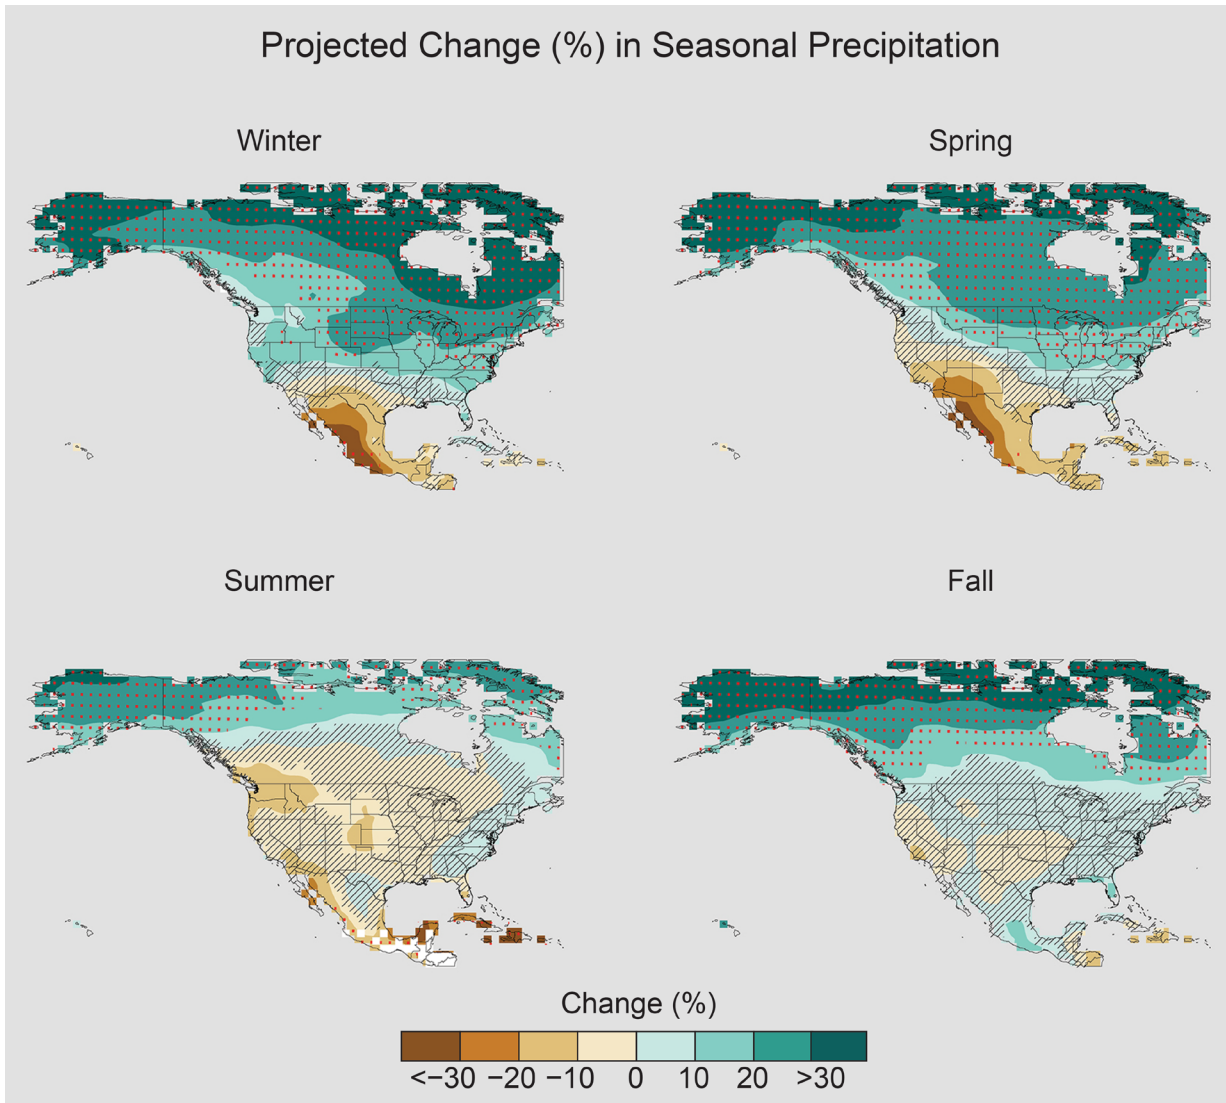 Projected Change (%) in Seasonal Precipitation
Winter
Spring
Summer
Fall
Change (%)
<−30 −20 −10 0 10 20 >30